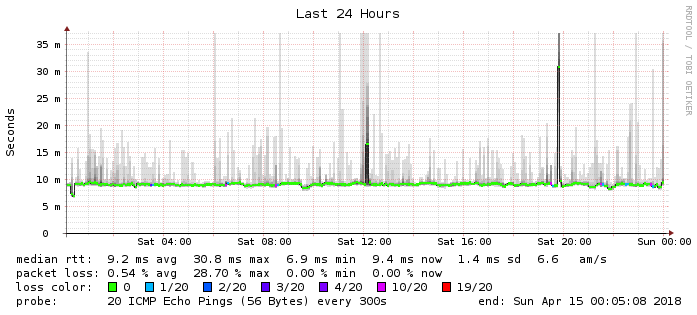 Last 24 Hours
RRDTOOL / TOBI OETIKER
Seconds
35 m
30 m
25 m
20 m
15 m
10 m
5 m
0
Sat 04:00 Sat 08:00 Sat 12:00 Sat 16:00 Sat 20:00 Sun 00:00
median rtt: 9.2 ms avg 30.8 ms max 6.9 ms min 9.4 ms now 1.4 ms sd 6.6 am/s
packet loss: 0.54 % avg 28.70 % max 0.00 % min 0.00 % now
loss color: 0 1/20 2/20 3/20 4/20 10/20 19/20
probe: 20 ICMP Echo Pings (56 Bytes) every 300s end: Sun Apr 15 00:05:08 2018